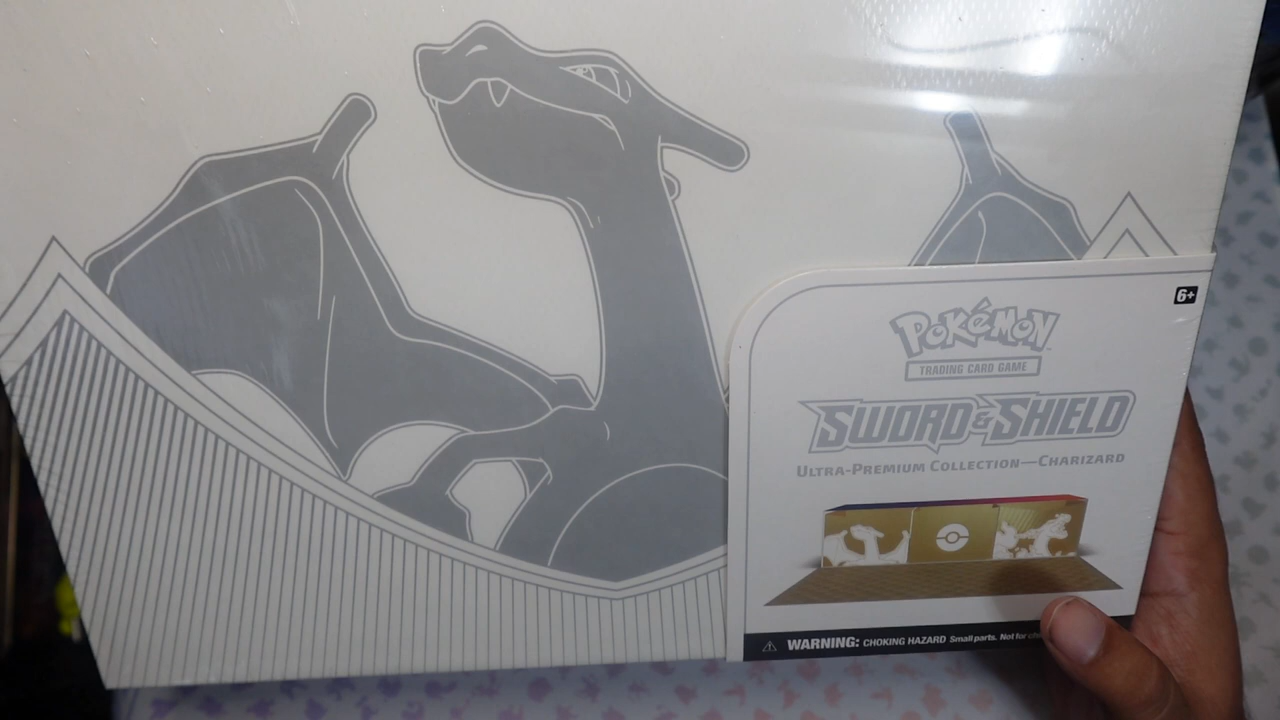 6+
POKéMON
TRADING CARD GAME
SWORD & SHIELD
ULTRA-PREMIUM COLLECTION—CHARIZARD
WARNING: CHOKING HAZARD Small parts. Not for